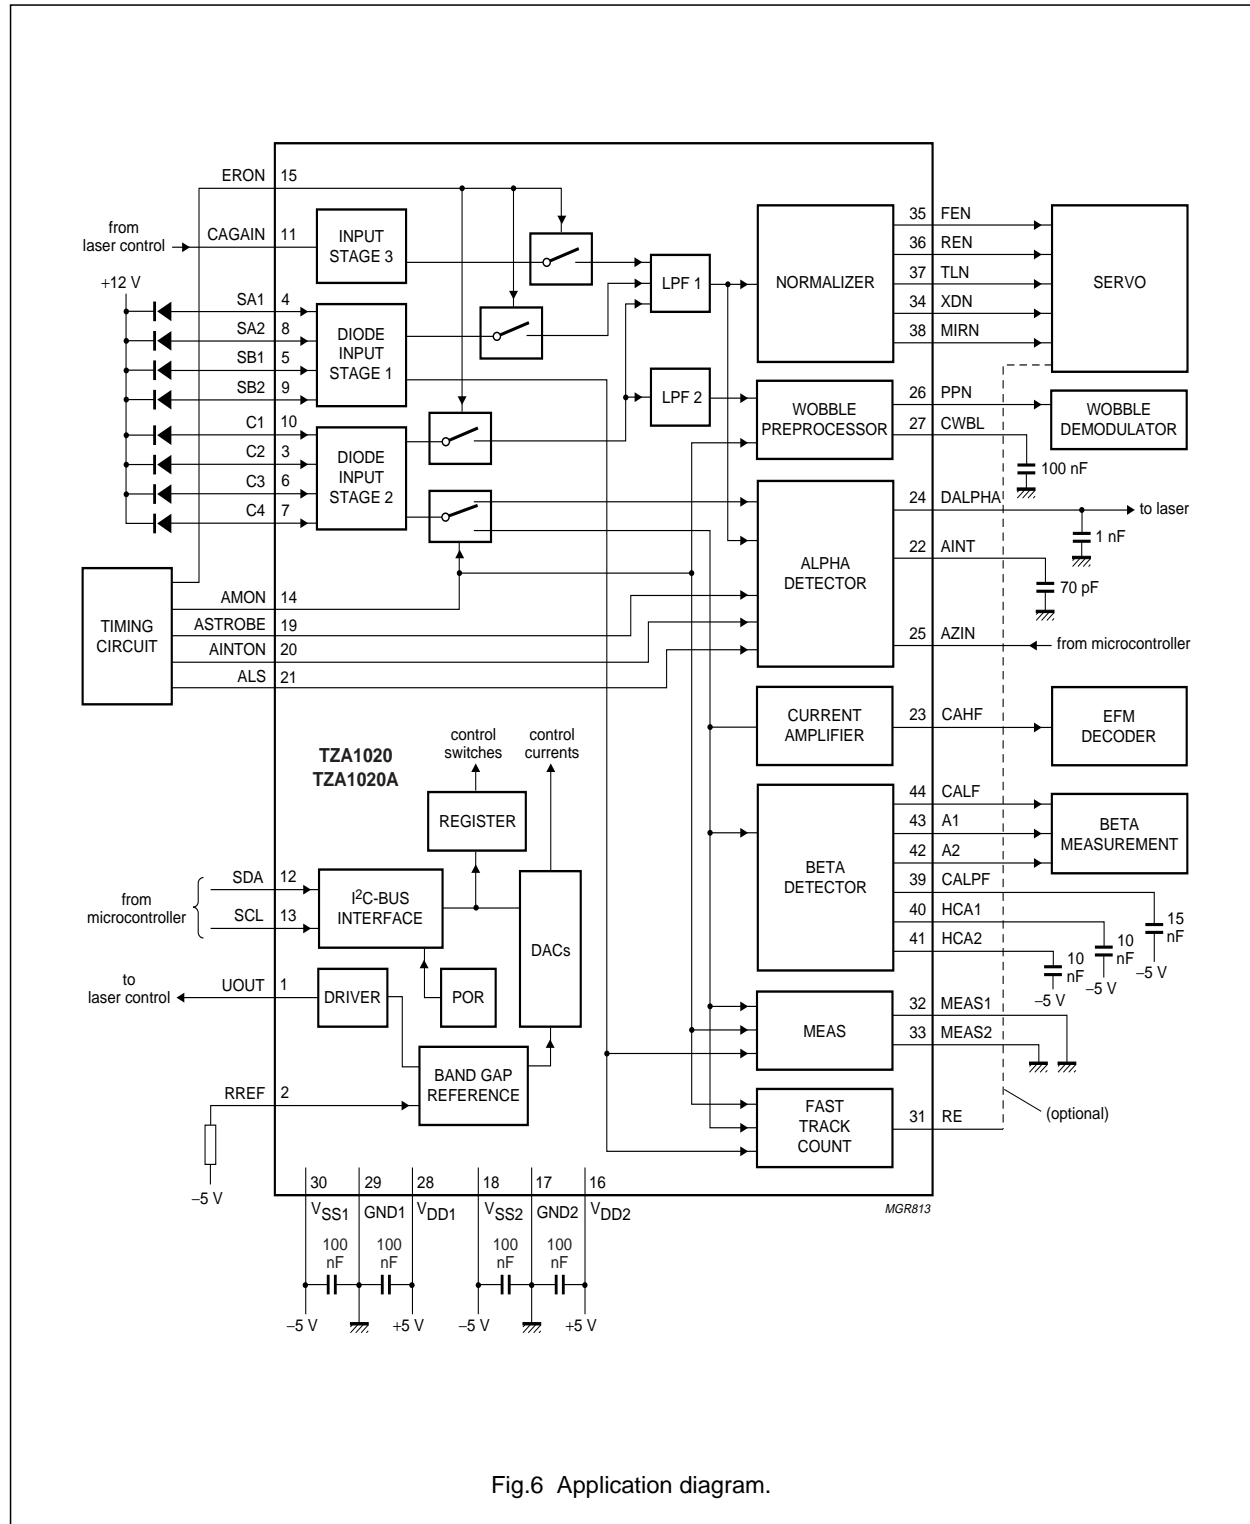 ERON 15
from
laser control
CAGAIN 11
INPUT
STAGE 3
+12 V
SA1 4
SA2 8
SB1 5
SB2 9
DIODE
INPUT
STAGE 1
C1 10
C2 3
C3 6
C4 7
DIODE
INPUT
STAGE 2
LPF 1
LPF 2
NORMALIZER
35 FEN
36 REN
37 TLN
34 XDN
38 MIRN
SERVO
WOBBLE
PREPROCESSOR
26 PPN
27 CWBL
WOBBLE
DEMODULATOR
100 nF
24 DALPHA
to laser
1 nF
22 AINT
70 pF
ALPHA
DETECTOR
25 AZIN
from microcontroller
TIMING
CIRCUIT
AMON 14
ASTROBE 19
AINTON 20
ALS 21
CURRENT
AMPLIFIER
23 CAHF
EFM
DECODER
TZA1020
TZA1020A
control
switches
control
currents
REGISTER
BETA
DETECTOR
44 CALF
43 A1
42 A2
39 CALPF
40 HCA1
41 HCA2
BETA
MEASUREMENT
15
nF
−5 V
10
nF
−5 V
10
nF
−5 V
from
microcontroller
SDA 12
SCL 13
I2C-BUS
INTERFACE
DACs
to
laser control
UOUT 1
DRIVER
POR
MEAS
32 MEAS1
33 MEAS2
BAND GAP
REFERENCE
RREF 2
−5 V
FAST
TRACK
COUNT
31 RE
(optional)
30 29 28 18 17 16
VSS1 GND1 VDD1 VSS2 GND2 VDD2
MGR813
100
nF
100
nF
100
nF
100
nF
−5 V +5 V −5 V +5 V
Fig.6 Application diagram.